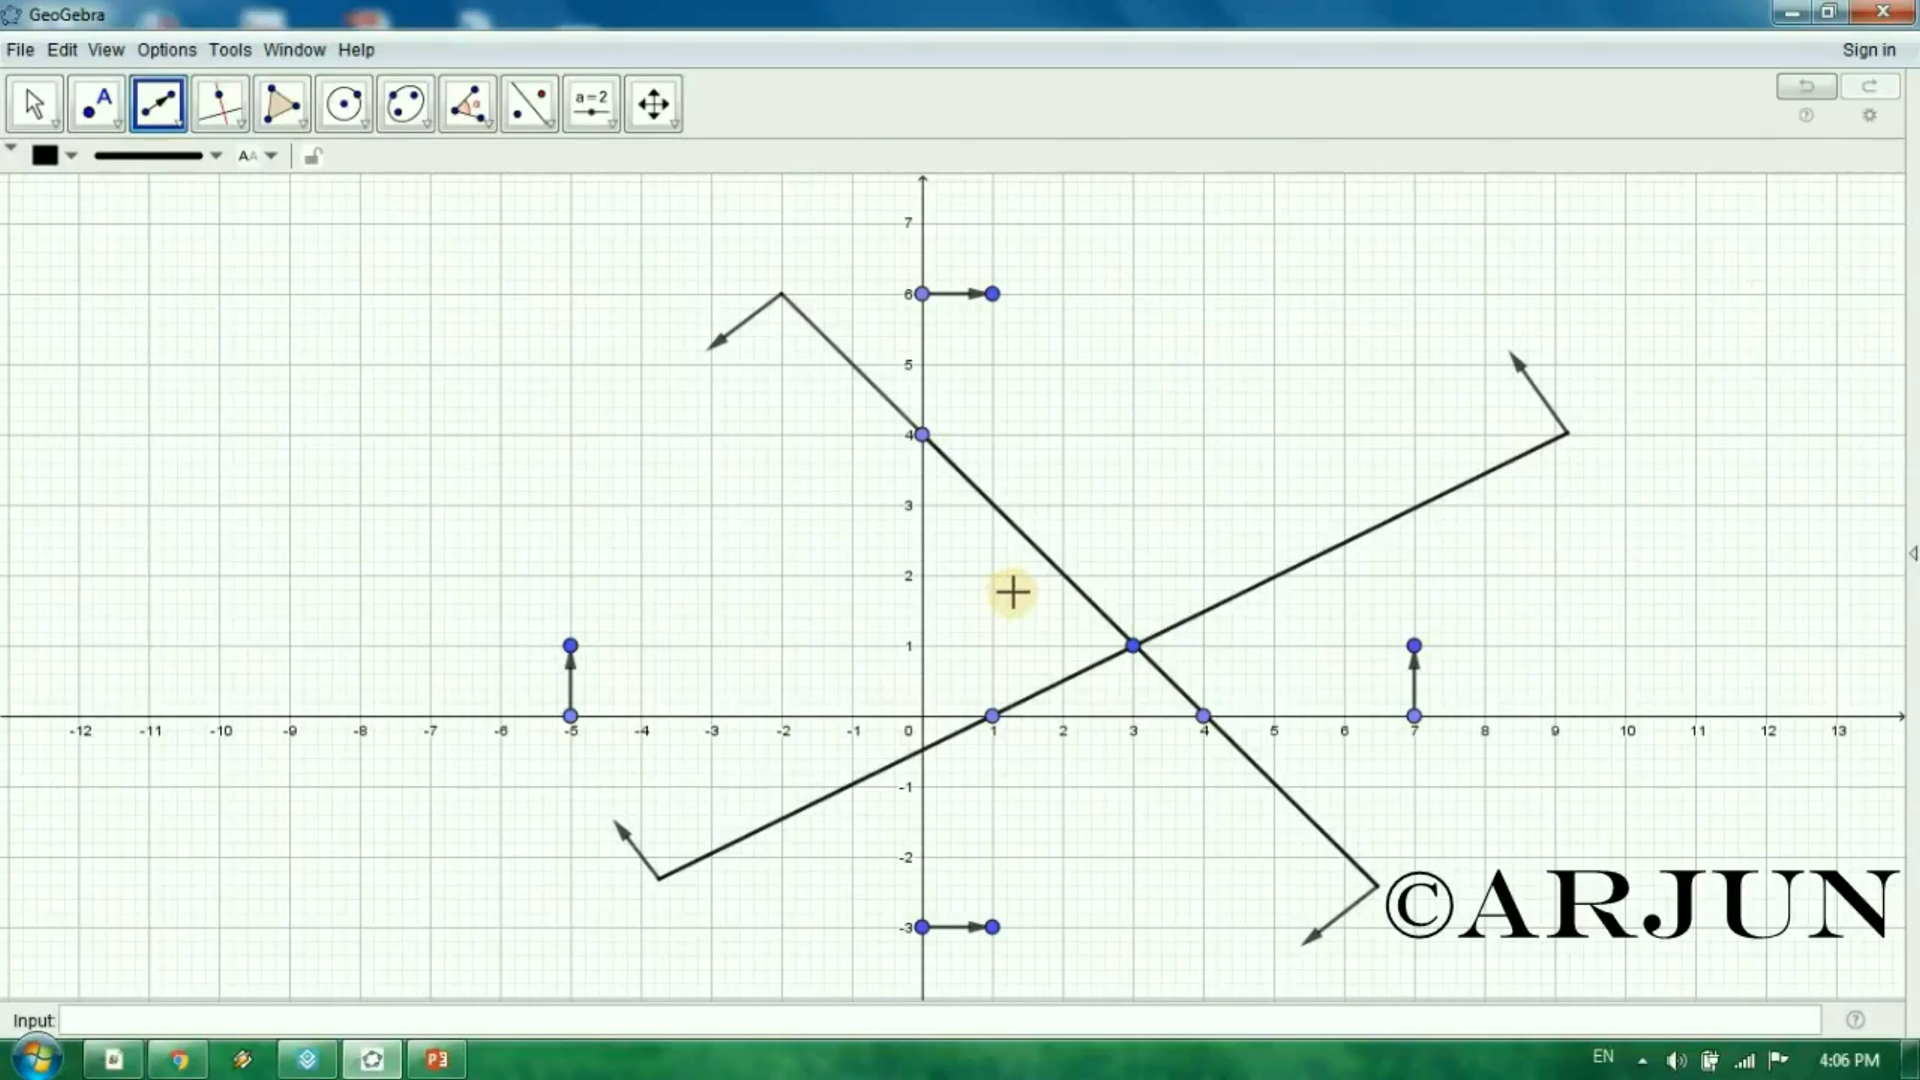 GeoGebra
File Edit View Options Tools Window Help Sign in
A a=2
AA
7
6
5
4
3
2
1
-12 -11 -10 -9 -8 -7 -6 -5 -4 -3 -2 -1 0 1 2 3 4 5 6 7 8 9 10 11 12 13
-1
-2
-3
©ARJUN
Input:
P3 EN 4:06 PM